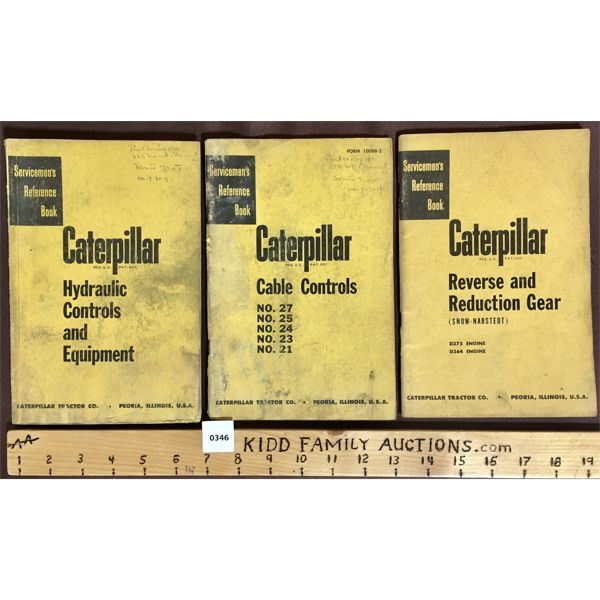 Servicemen's
Reference
Book
Caterpillar
REG. U.S. PAT. OFF.
Hydraulic
Controls
and
Equipment
CATERPILLAR TRACTOR CO. • PEORIA, ILLINOIS, U.S.A.
FORM 10088-2
Servicemen's
Reference
Book
Caterpillar
REG. U.S. PAT. OFF.
Cable Controls
NO. 27
NO. 25
NO. 24
NO. 23
NO. 21
CATERPILLAR TRACTOR CO. • PEORIA, ILLINOIS, U.S.A.
Servicemen's
Reference
Book
Caterpillar
REG. U.S. PAT. OFF.
Reverse and
Reduction Gear
(SNOW-NABSTEDT)
D375 ENGINE
D364 ENGINE
CATERPILLAR TRACTOR CO. • PEORIA, ILLINOIS, U.S.A.
0346
KIDD FAMILY AUCTIONS.com
1 2 3 4 5 6 7 8 9 10 11 12 13 14 15 16 17 18 19